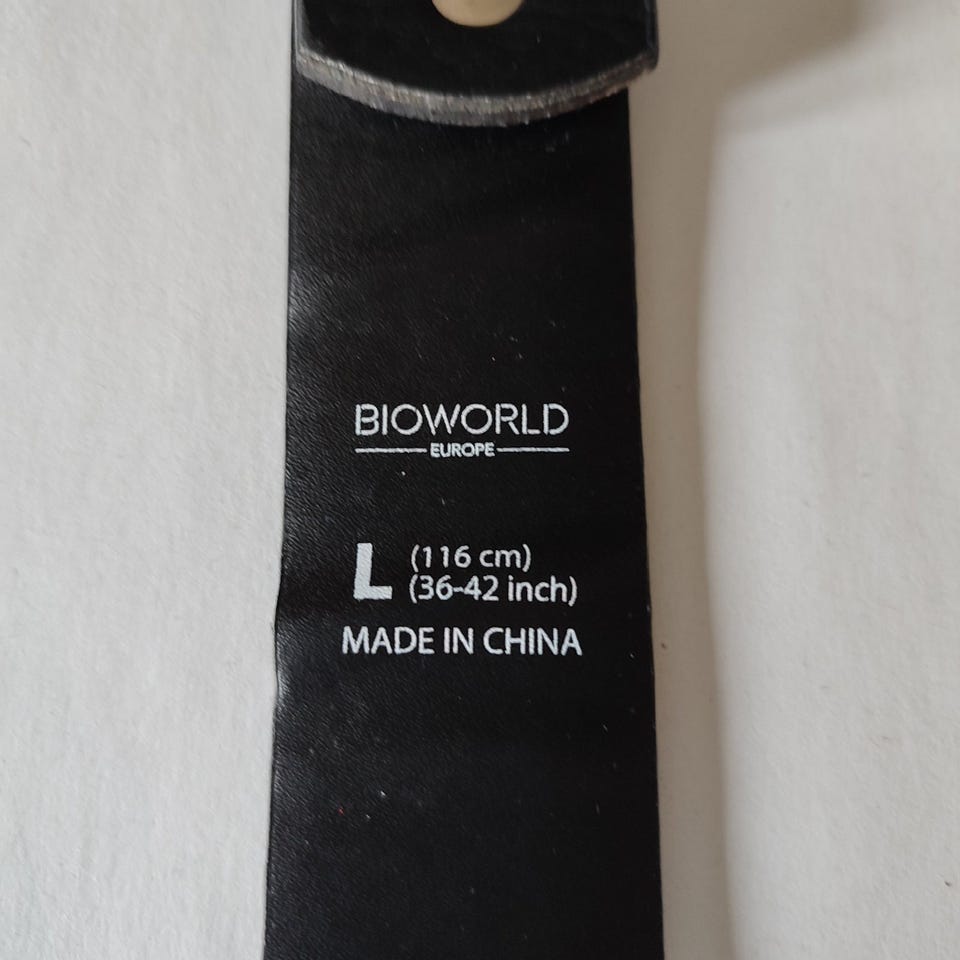 BIOWORLD
EUROPE
L (116 cm)
(36-42 inch)
MADE IN CHINA